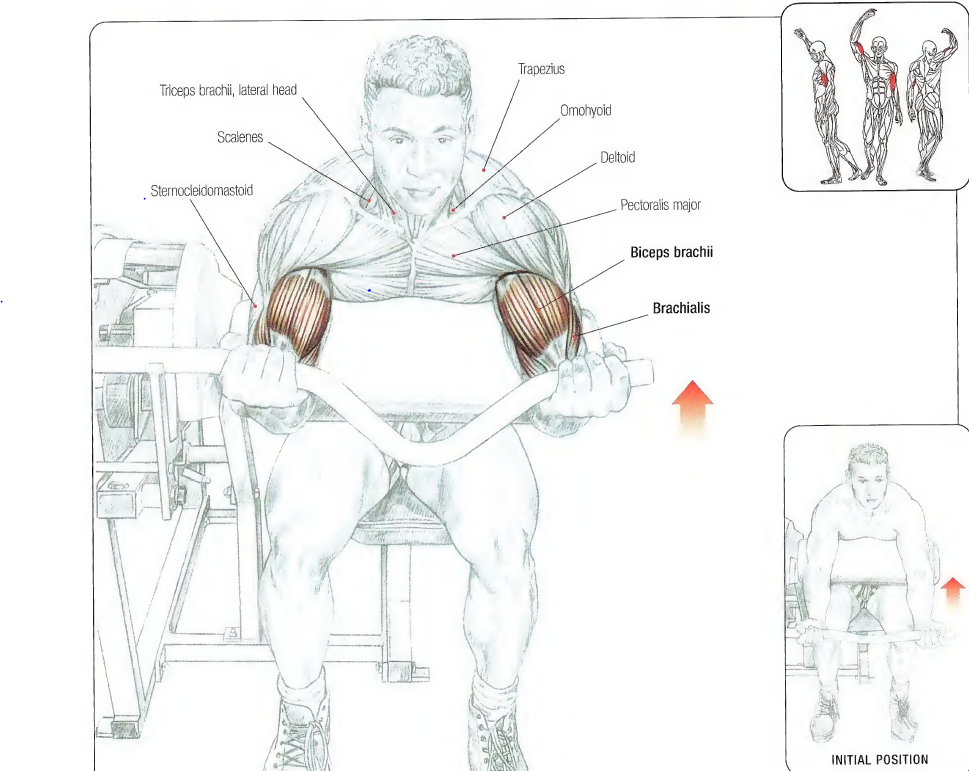 Trapezius
Triceps brachii, lateral head
Omohyoid
Scalenes
Deltoid
Sternocleidomastoid
Pectoralis major
Biceps brachii
Brachialis
INITIAL POSITION